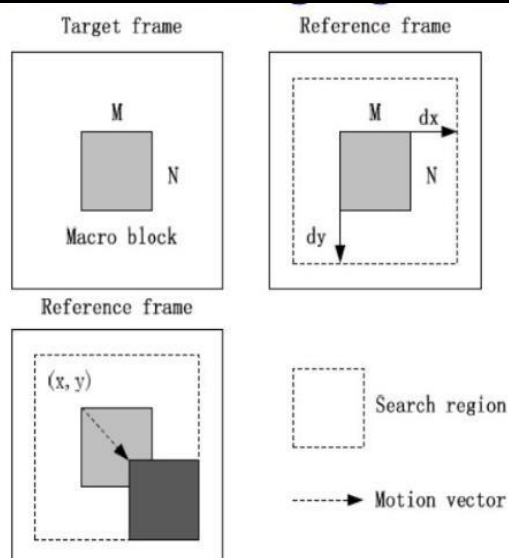 Target frame
M
N
Macro block
Reference frame
M
dx
N
dy
Reference frame
(x, y)
Search region
Motion vector